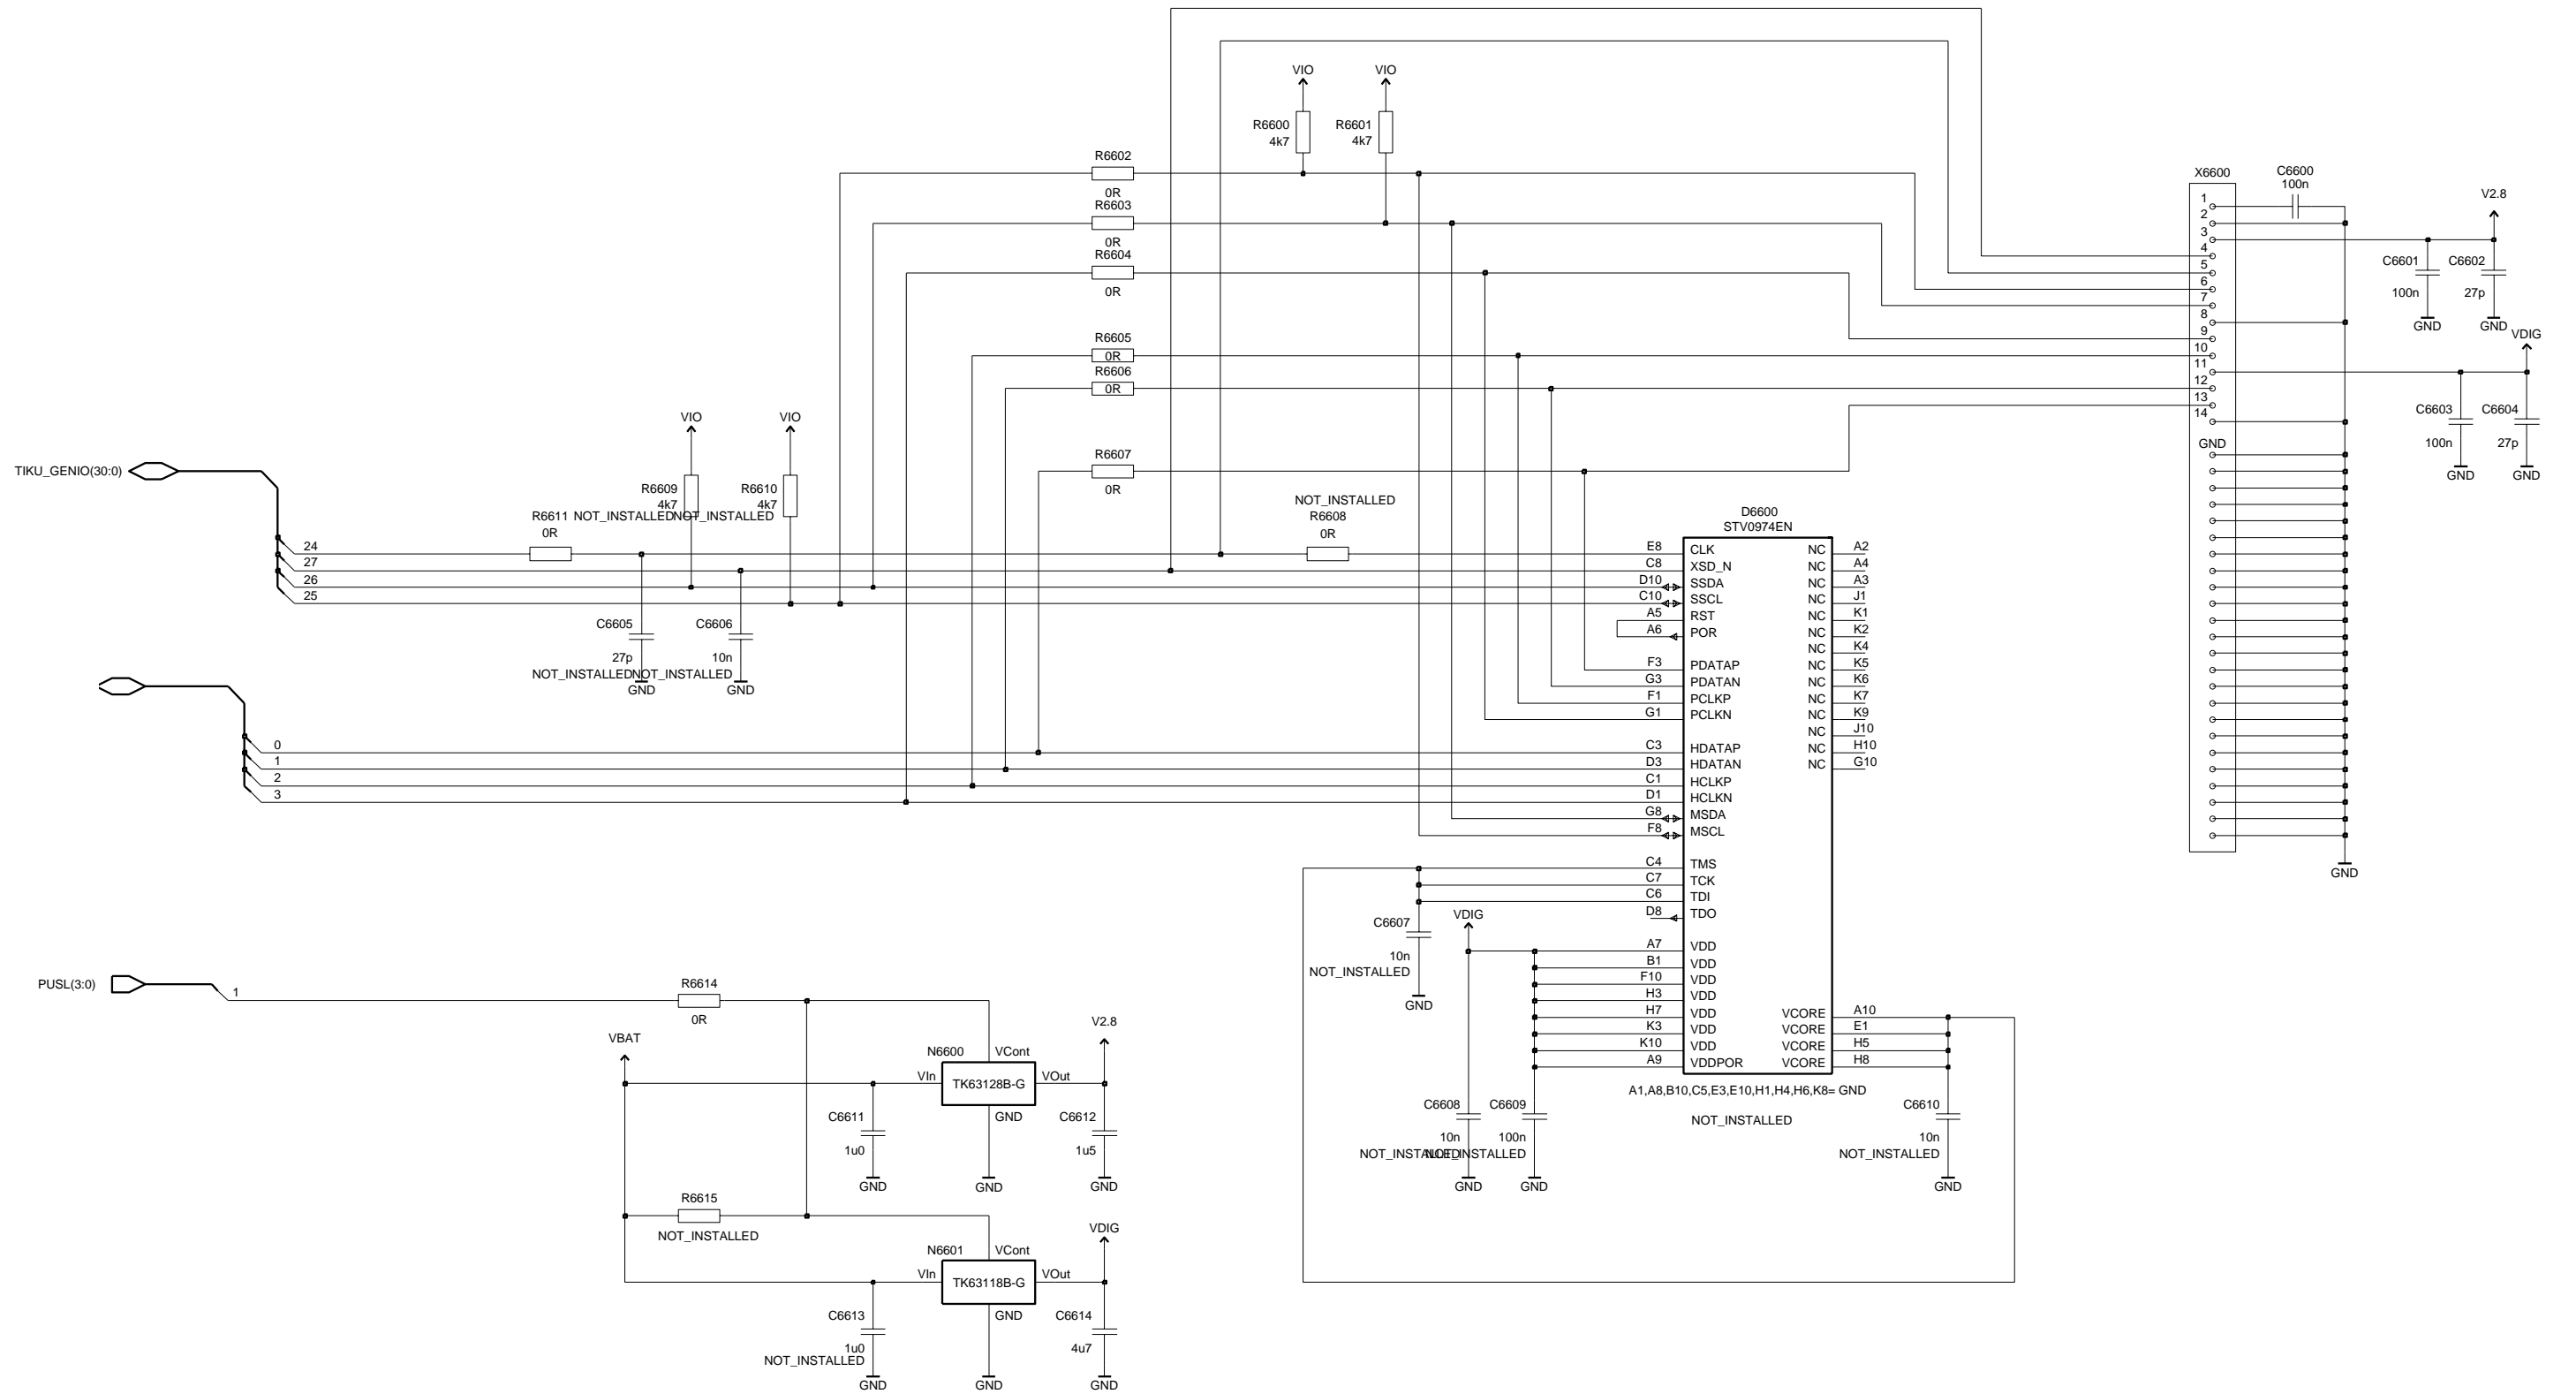 VIO
VIO
R6600
4k7
R6601
4k7
R6602
0R
R6603
0R
R6604
0R
R6605
0R
R6606
0R
R6607
0R
X6600
1
2
3
4
5
6
7
8
9
10
11
12
13
14
GND
C6600
100n
V2.8
C6601
100n
GND
C6602
27p
GND
VDIG
C6603
100n
GND
C6604
27p
GND
GND
TIKU_GENIO(30:0)
24
27
26
25
VIO
VIO
R6609
4k7
NOT_INSTALLED
R6610
4k7
NOT_INSTALLED
R6611
0R
NOT_INSTALLED
R6608
0R
C6605
27p
NOT_INSTALLED
GND
C6606
10n
NOT_INSTALLED
GND
0
1
2
3
D6600
STV0974EN
E8 CLK
C8 XSD_N
D10 SSDA
C10 SSCL
A5 RST
A6 POR
F3 PDATAP
G3 PDATAN
F1 PCLKP
G1 PCLKN
C3 HDATAP
D3 HDATAN
C1 HCLKP
D1 HCLKN
G8 MSDA
F8 MSCL
C4 TMS
C7 TCK
C6 TDI
D8 TDO
A7 VDD
B1 VDD
F10 VDD
H3 VDD
H7 VDD
K3 VDD
K10 VDD
A9 VDDPOR
NC A2
NC A4
NC A3
NC J1
NC K1
NC K2
NC K4
NC K5
NC K6
NC K7
NC K9
NC J10
NC H10
NC G10
VCORE A10
VCORE E1
VCORE H5
VCORE H8
A1,A8,B10,C5,E3,E10,H1,H4,H6,K8= GND
NOT_INSTALLED
C6607
10n
NOT_INSTALLED
GND
VDIG
C6608
10n
NOT_INSTALLED
GND
C6609
100n
NOT_INSTALLED
GND
C6610
10n
NOT_INSTALLED
GND
PUSL(3:0)
1
R6614
0R
VBAT
N6600
VCont
VIn
TK63128B-G
VOut
GND
V2.8
C6611
1u0
GND
GND
C6612
1u5
GND
R6615
NOT_INSTALLED
N6601
VCont
VIn
TK63118B-G
VOut
GND
VDIG
C6613
1u0
NOT_INSTALLED
GND
GND
C6614
4u7
GND